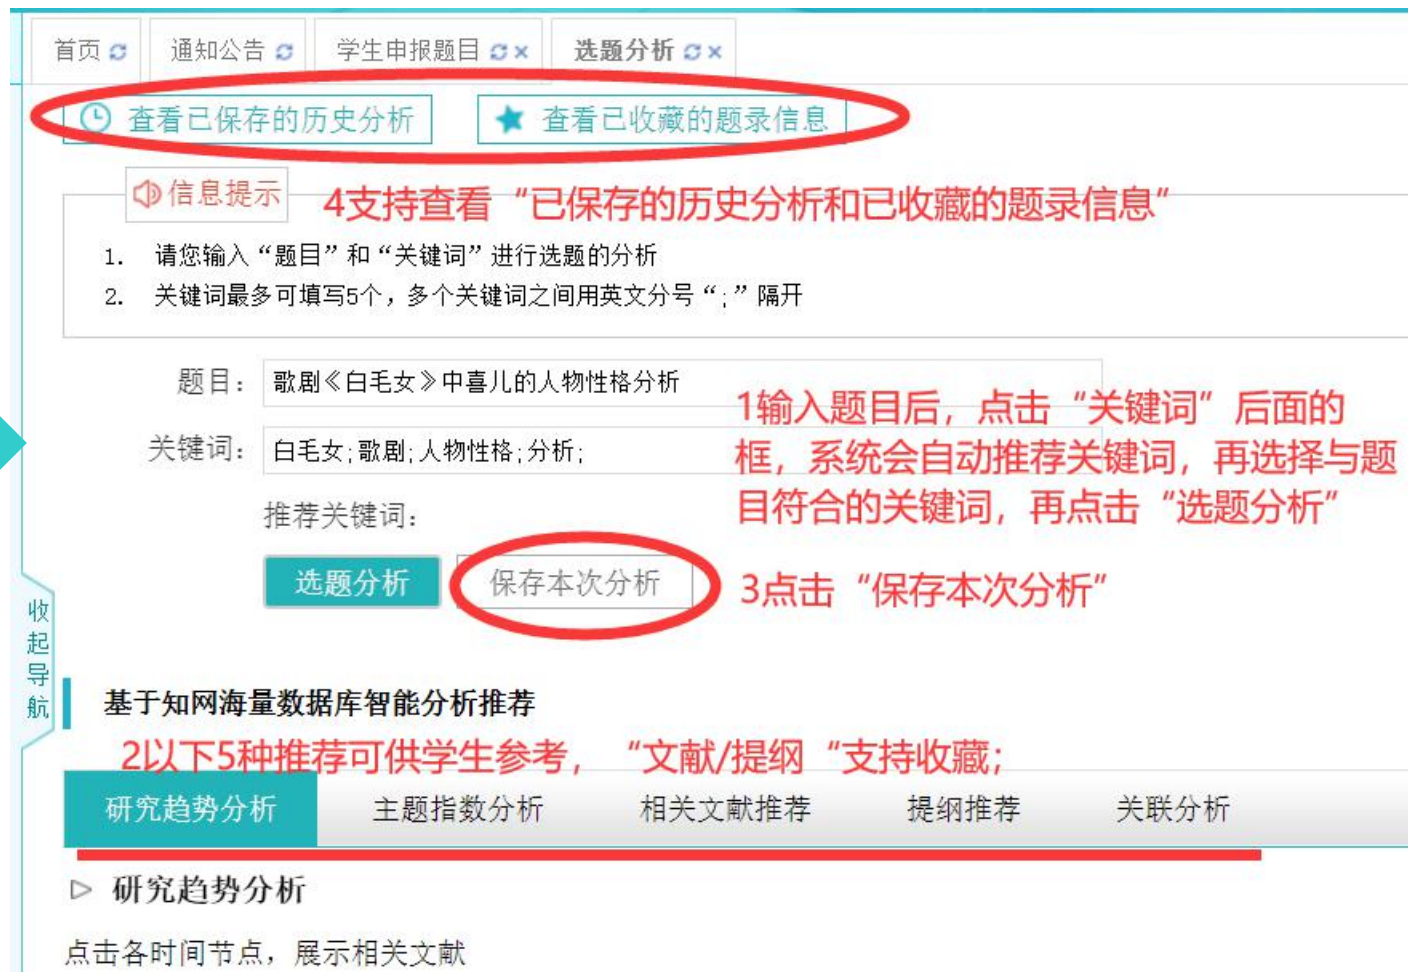 首页 通知公告 学生申报题目 选题分析
查看已保存的历史分析 查看已收藏的题录信息
信息提示
4支持查看“已保存的历史分析和已收藏的题录信息”
1. 请您输入“题目”和“关键词”进行选题的分析
2. 关键词最多可填写5个，多个关键词之间用英文分号“;”隔开
题目： 歌剧《白毛女》中喜儿的人物性格分析
关键词： 白毛女;歌剧;人物性格;分析;
1输入题目后，点击“关键词”后面的
框，系统会自动推荐关键词，再选择与题
目符合的关键词，再点击“选题分析”
推荐关键词：
选题分析 保存本次分析
3点击“保存本次分析”
收起导航
基于知网海量数据库智能分析推荐
2以下5种推荐可供学生参考，“文献/提纲“支持收藏；
研究趋势分析 主题指数分析 相关文献推荐 提纲推荐 关联分析
研究趋势分析
点击各时间节点，展示相关文献